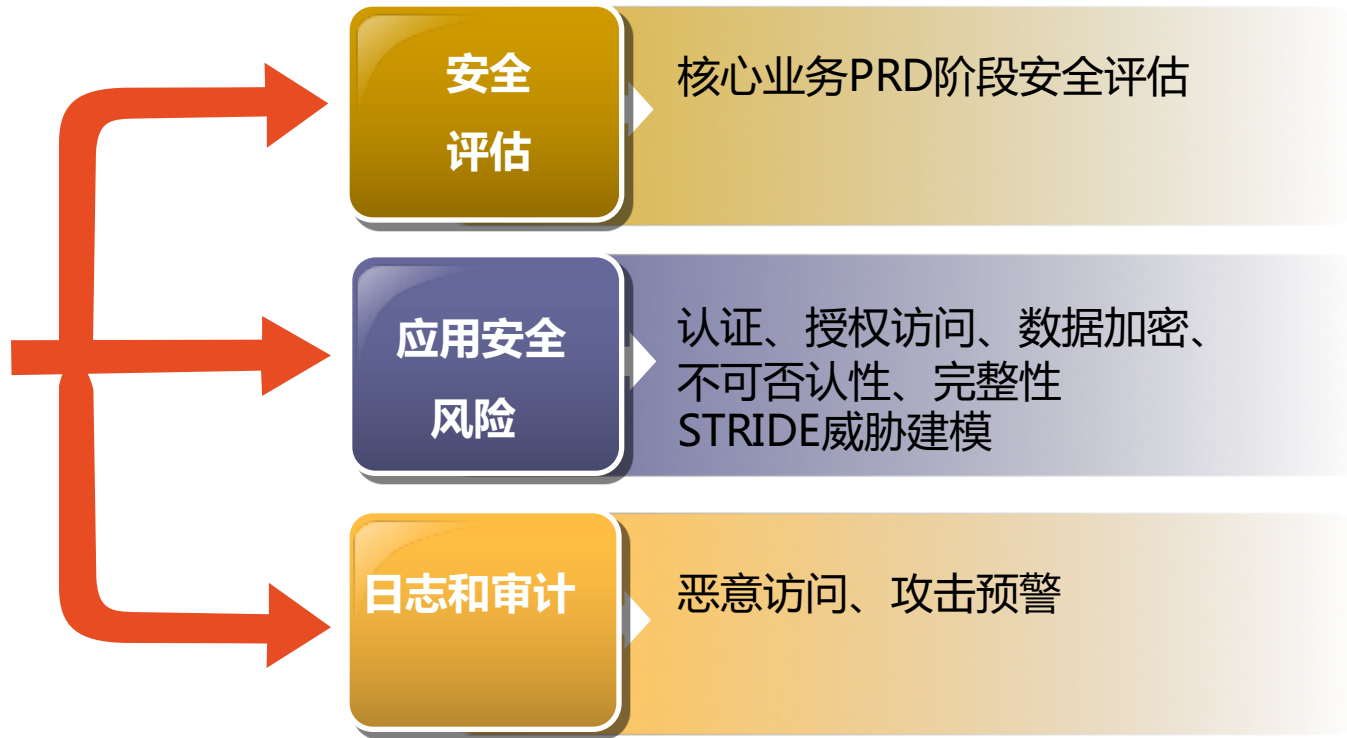 安全
评估
核心业务PRD阶段安全评估
应用安全
风险
认证、授权访问、数据加密、
不可否认性、完整性
STRIDE威胁建模
日志和审计
恶意访问、攻击预警